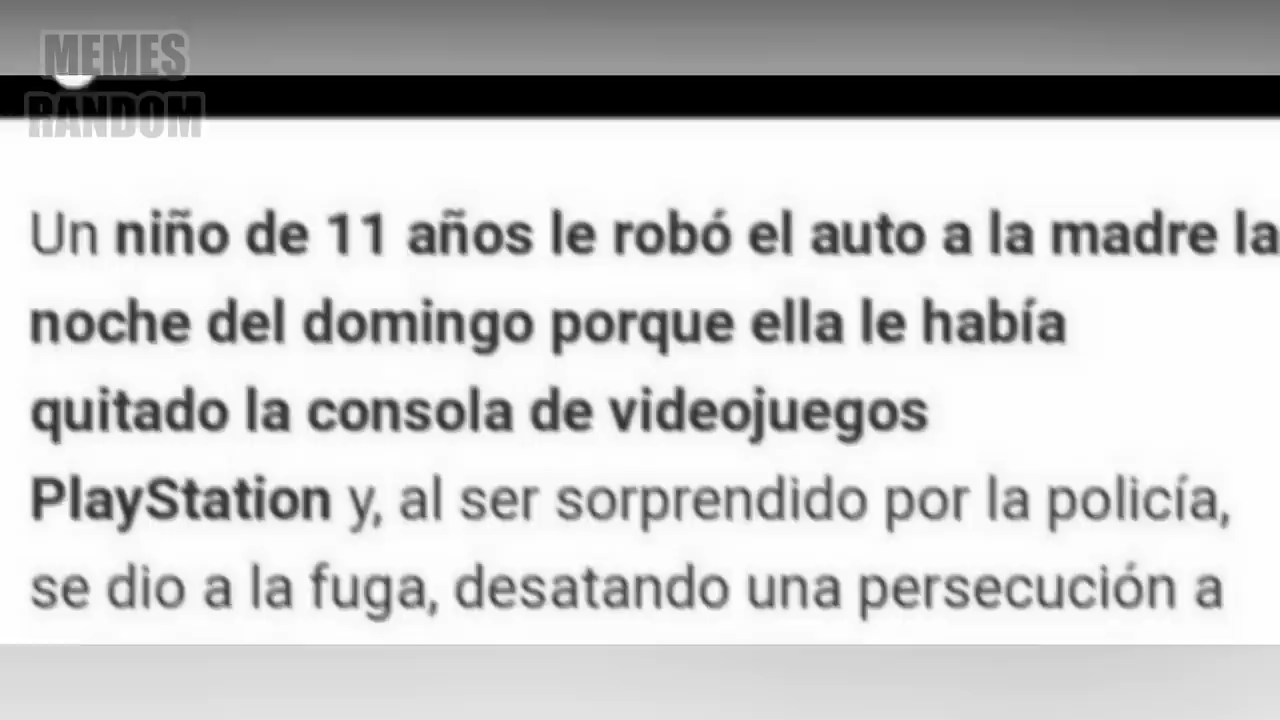 MEMES
RANDOM
Un niño de 11 años le robó el auto a la madre la
noche del domingo porque ella le había
quitado la consola de videojuegos
PlayStation y, al ser sorprendido por la policía,
se dio a la fuga, desatando una persecución a